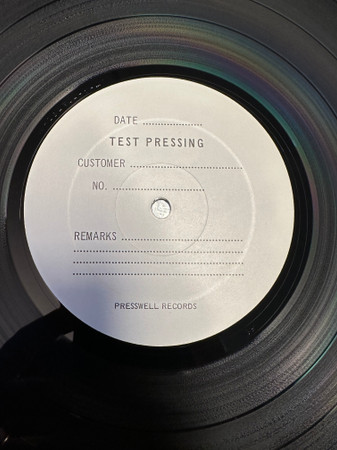 DATE ....................
TEST PRESSING
CUSTOMER ....................................
NO. ..............................
REMARKS ........................................
........................................................
........................................................
........................................................
PRESSWELL RECORDS